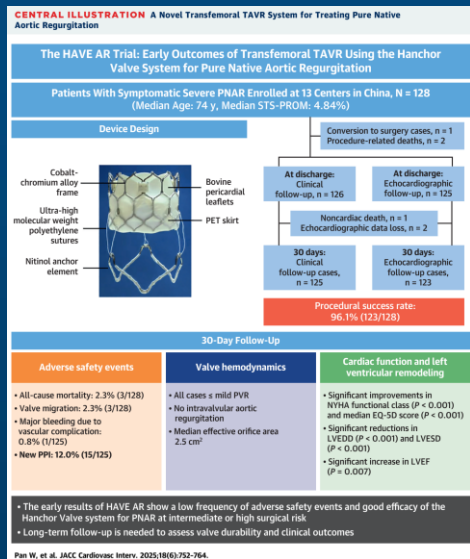 CENTRAL ILLUSTRATION A Novel Transfemoral TAVR System for Treating Pure Native
Aortic Regurgitation
The HAVE AR Trial: Early Outcomes of Transfemoral TAVR Using the Hanchor
Valve System for Pure Native Aortic Regurgitation
Patients With Symptomatic Severe PNAR Enrolled at 13 Centers in China, N = 128
(Median Age: 74 y, Median STS-PROM: 4.84%)
Device Design
Cobalt-
chromium alloy
frame
Ultra-high
molecular weight
polyethylene
sutures
Nitinol anchor
element
Bovine
pericardial
leaflets
PET skirt
Conversion to surgery cases, n = 1
Procedure-related deaths, n = 2
At discharge:
Clinical
follow-up, n = 126
At discharge:
Echocardiographic
follow-up, n = 125
Noncardiac death, n = 1
Echocardiographic data loss, n = 2
30 days:
Clinical
follow-up cases,
n = 125
30 days:
Echocardiographic
follow-up cases,
n = 123
Procedural success rate:
96.1% (123/128)
30-Day Follow-Up
Adverse safety events
• All-cause mortality: 2.3% (3/128)
• Valve migration: 2.3% (3/128)
• Major bleeding due to
vascular complication:
0.8% (1/125)
• New PPI: 12.0% (15/125)
Valve hemodynamics
• All cases ≤ mild PVR
• No intravalvular aortic
regurgitation
• Median effective orifice area
2.5 cm²
Cardiac function and left
ventricular remodeling
• Significant improvements in
NYHA functional class (P < 0.001)
and median EQ-5D score (P < 0.001)
• Significant reductions in
LVEDD (P < 0.001) and LVESD
(P < 0.001)
• Significant increase in LVEF
(P = 0.007)
• The early results of HAVE AR show a low frequency of adverse safety events and good efficacy of the
Hanchor Valve system for PNAR at intermediate or high surgical risk
• Long-term follow-up is needed to assess valve durability and clinical outcomes
Pan W, et al. JACC Cardiovasc Interv. 2025;18(6):752-764.